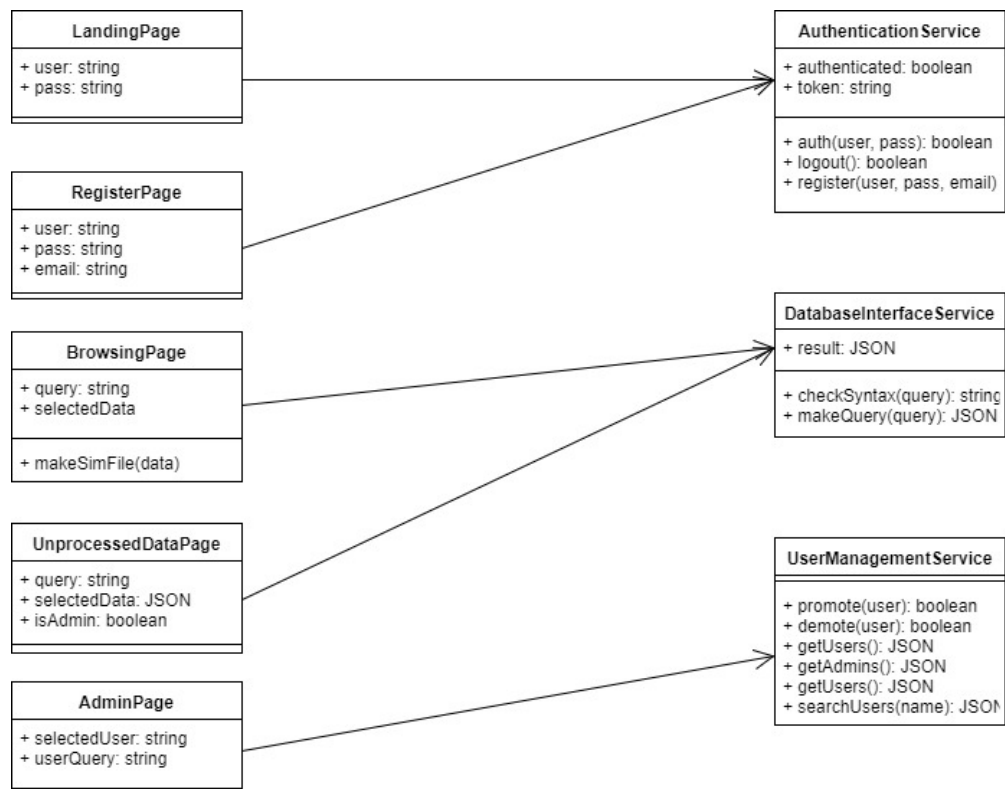 LandingPage
+ user: string
+ pass: string
RegisterPage
+ user: string
+ pass: string
+ email: string
BrowsingPage
+ query: string
+ selectedData
+ makeSimFile(data)
UnprocessedDataPage
+ query: string
+ selectedData: JSON
+ isAdmin: boolean
AdminPage
+ selectedUser: string
+ userQuery: string
AuthenticationService
+ authenticated: boolean
+ token: string
+ auth(user, pass): boolean
+ logout(): boolean
+ register(user, pass, email)
DatabaseInterfaceService
+ result: JSON
+ checkSyntax(query): string
+ makeQuery(query): JSON
UserManagementService
+ promote(user): boolean
+ demote(user): boolean
+ getUsers(): JSON
+ getAdmins(): JSON
+ getUsers(): JSON
+ searchUsers(name): JSON